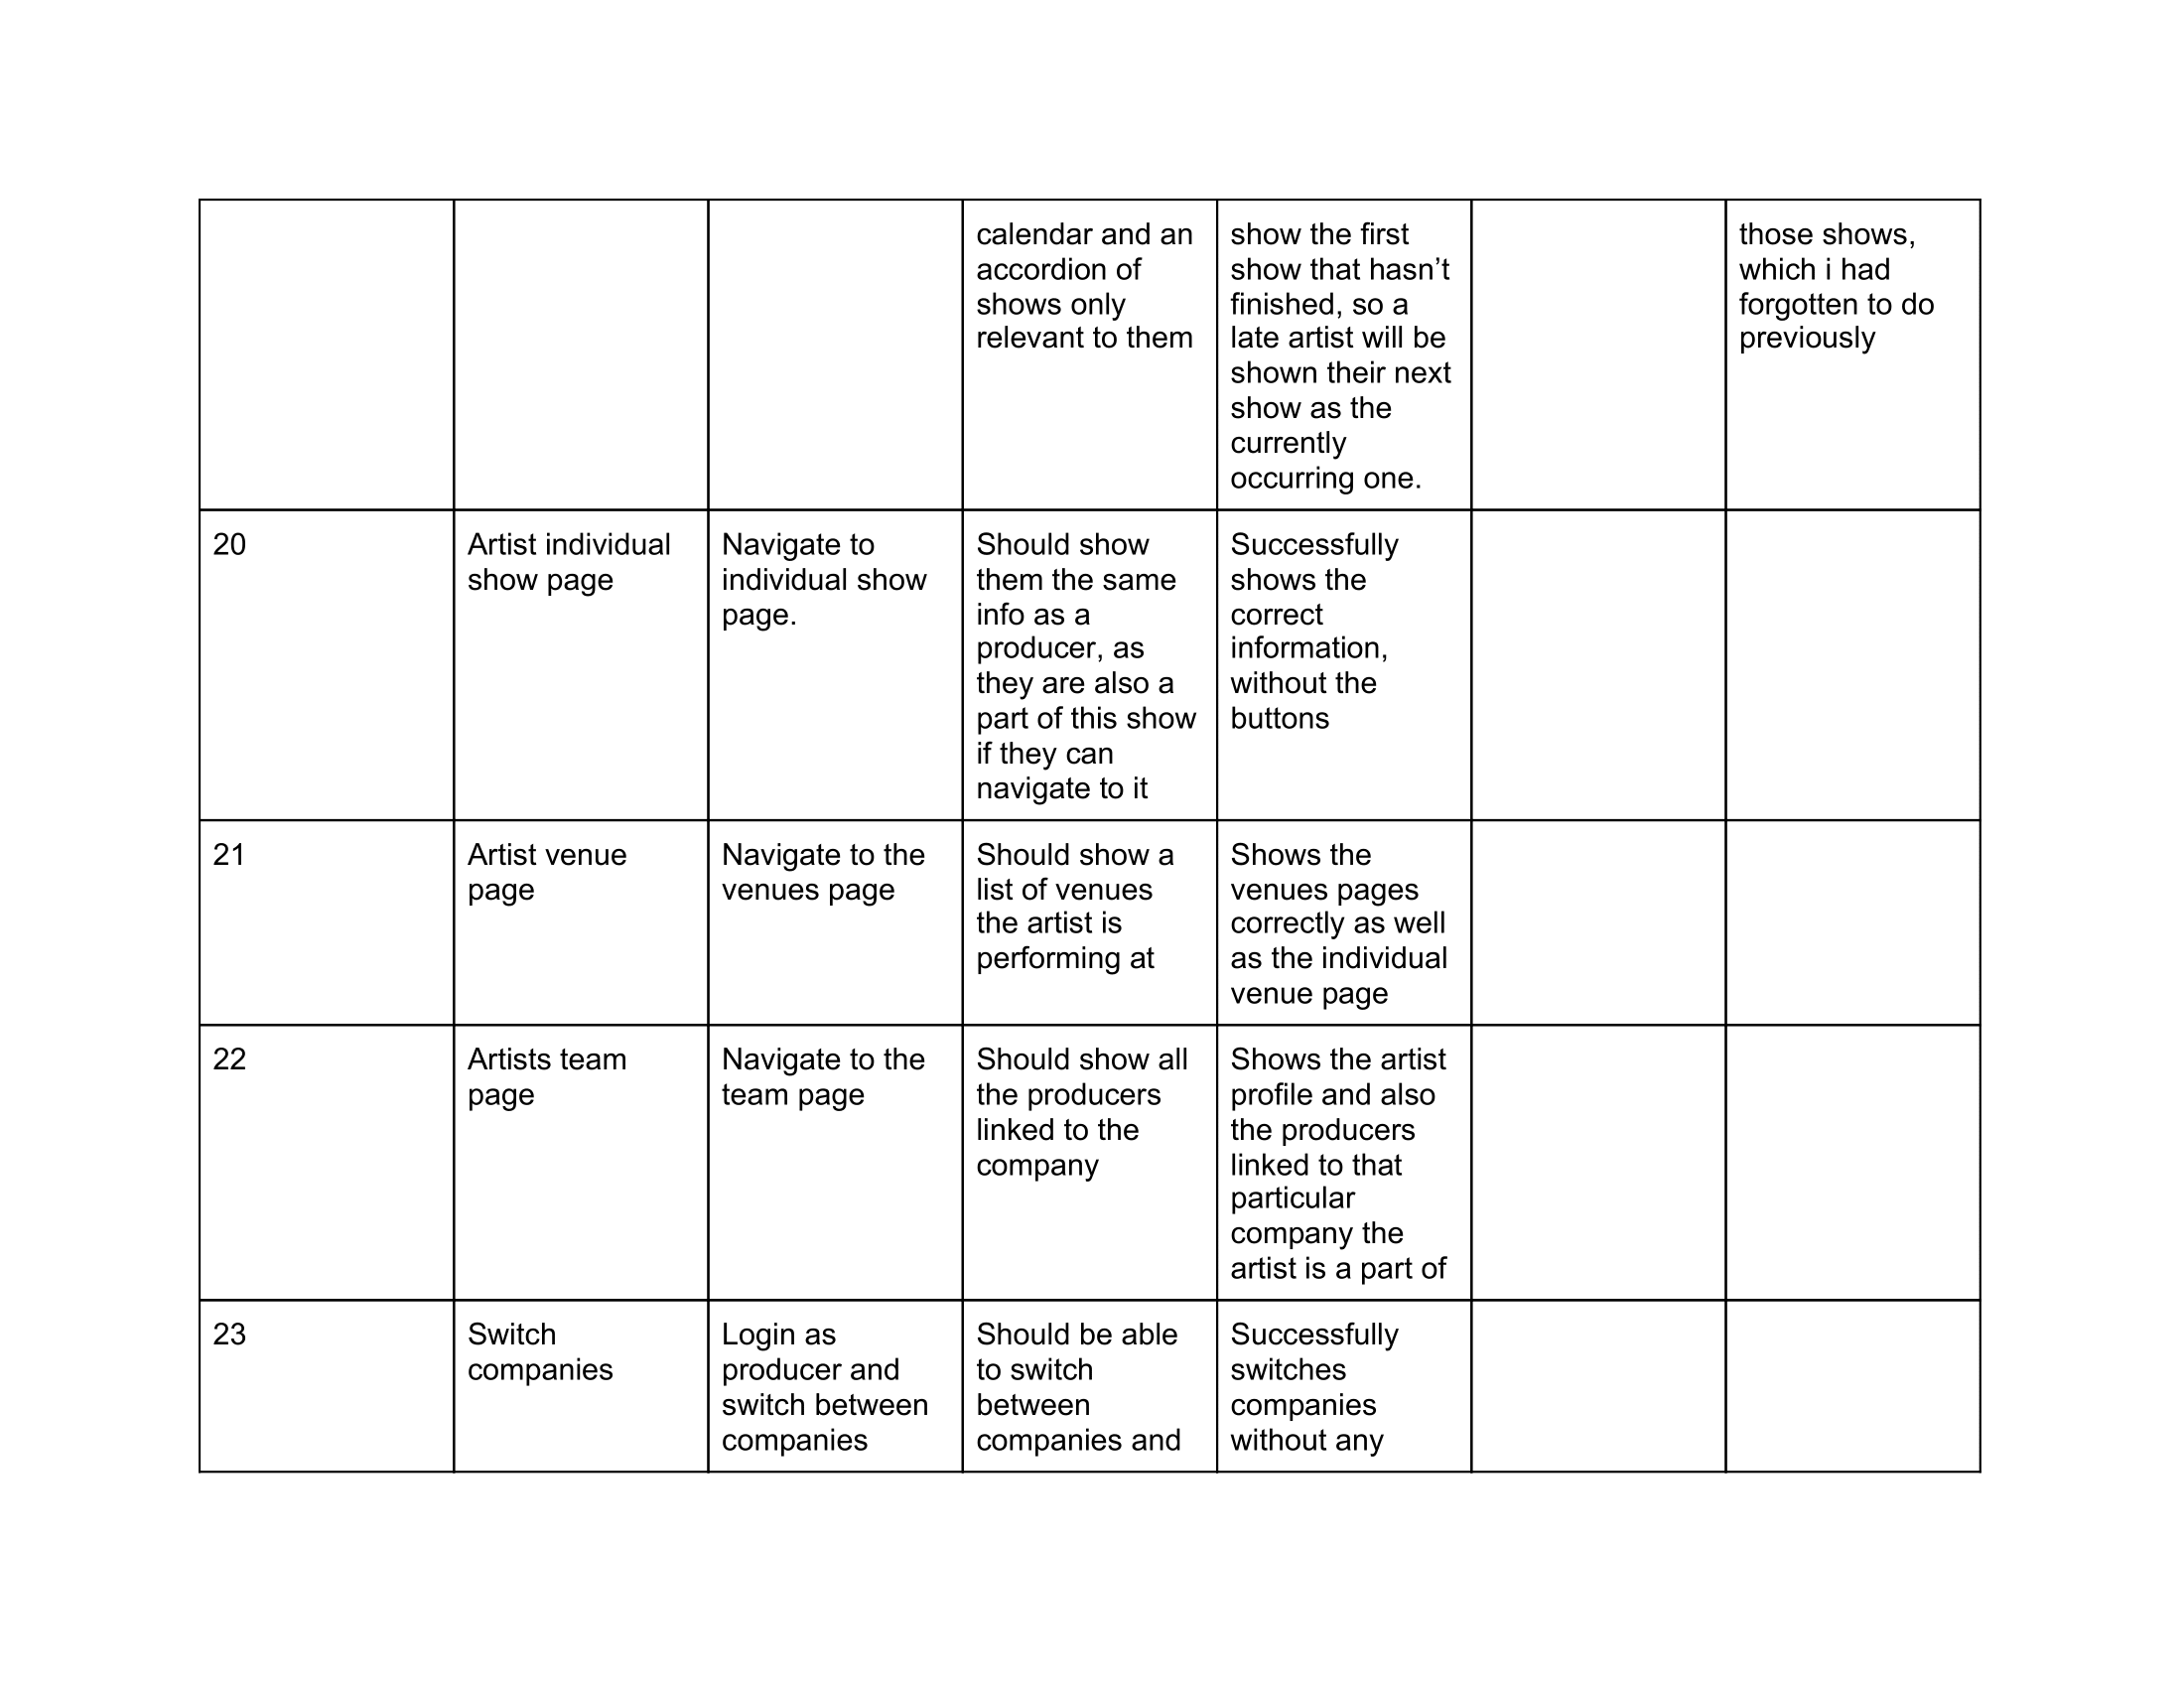 calendar and an
accordion of
shows only
relevant to them
show the first
show that hasn’t
finished, so a
late artist will be
shown their next
show as the
currently
occurring one.
those shows,
which i had
forgotten to do
previously
20
Artist individual
show page
Navigate to
individual show
page.
Should show
them the same
info as a
producer, as
they are also a
part of this show
if they can
navigate to it
Successfully
shows the
correct
information,
without the
buttons
21
Artist venue
page
Navigate to the
venues page
Should show a
list of venues
the artist is
performing at
Shows the
venues pages
correctly as well
as the individual
venue page
22
Artists team
page
Navigate to the
team page
Should show all
the producers
linked to the
company
Shows the artist
profile and also
the producers
linked to that
particular
company the
artist is a part of
23
Switch
companies
Login as
producer and
switch between
companies
Should be able
to switch
between
companies and
Successfully
switches
companies
without any